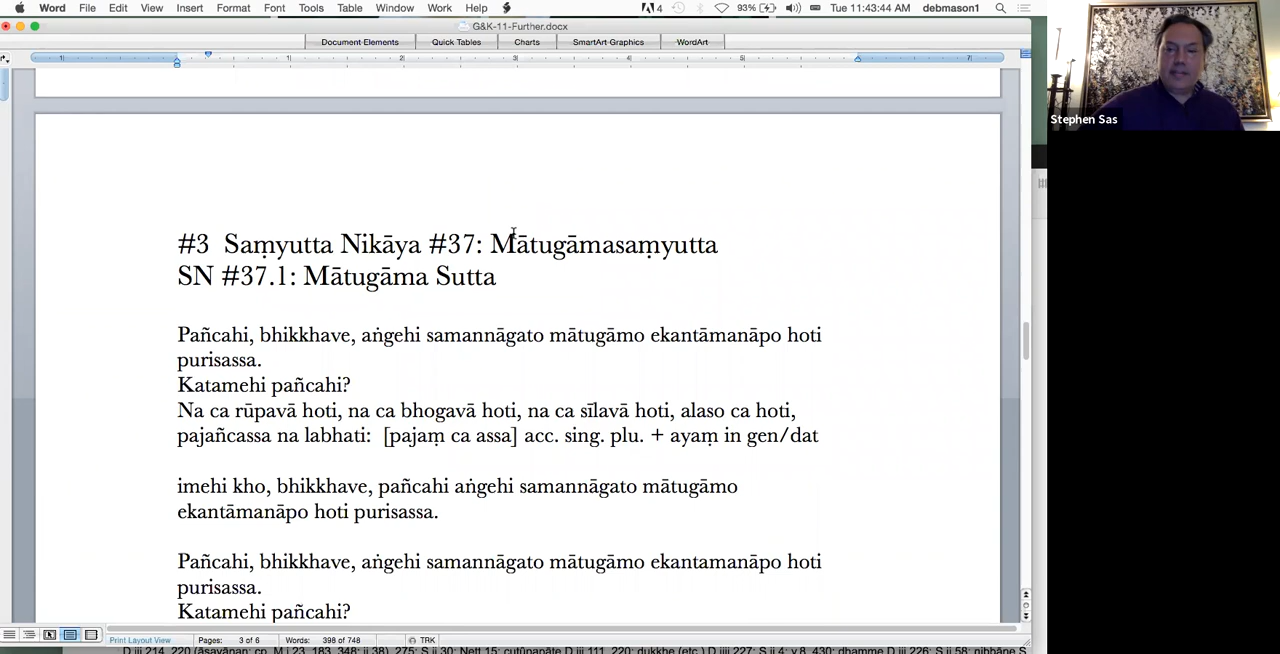 Word File Edit View Insert Format Font Tools Table Window Work Help 4 93% Tue 11:43:44 AM debmason1
G&K-11-Further.docx
Document Elements Quick Tables Charts SmartArt Graphics WordArt
Stephen Sas
#3 Saṃyutta Nikāya #37: Mātugāmasaṃyutta
SN #37.1: Mātugāma Sutta
Pañcahi, bhikkhave, aṅgehi samannāgato mātugāmo ekantāmanāpo hoti
purisassa.
Katamehi pañcahi?
Na ca rūpavā hoti, na ca bhogavā hoti, na ca sīlavā hoti, alaso ca hoti,
pajañcassa na labhati: [pajaṃ ca assa] acc. sing. plu. + ayaṃ in gen/dat
imehi kho, bhikkhave, pañcahi aṅgehi samannāgato mātugāmo
ekantāmanāpo hoti purisassa.
Pañcahi, bhikkhave, aṅgehi samannāgato mātugāmo ekantamanāpo hoti
purisassa.
Katamehi pañcahi?
Print Layout View Pages: 3 of 6 Words: 398 of 748 TRK